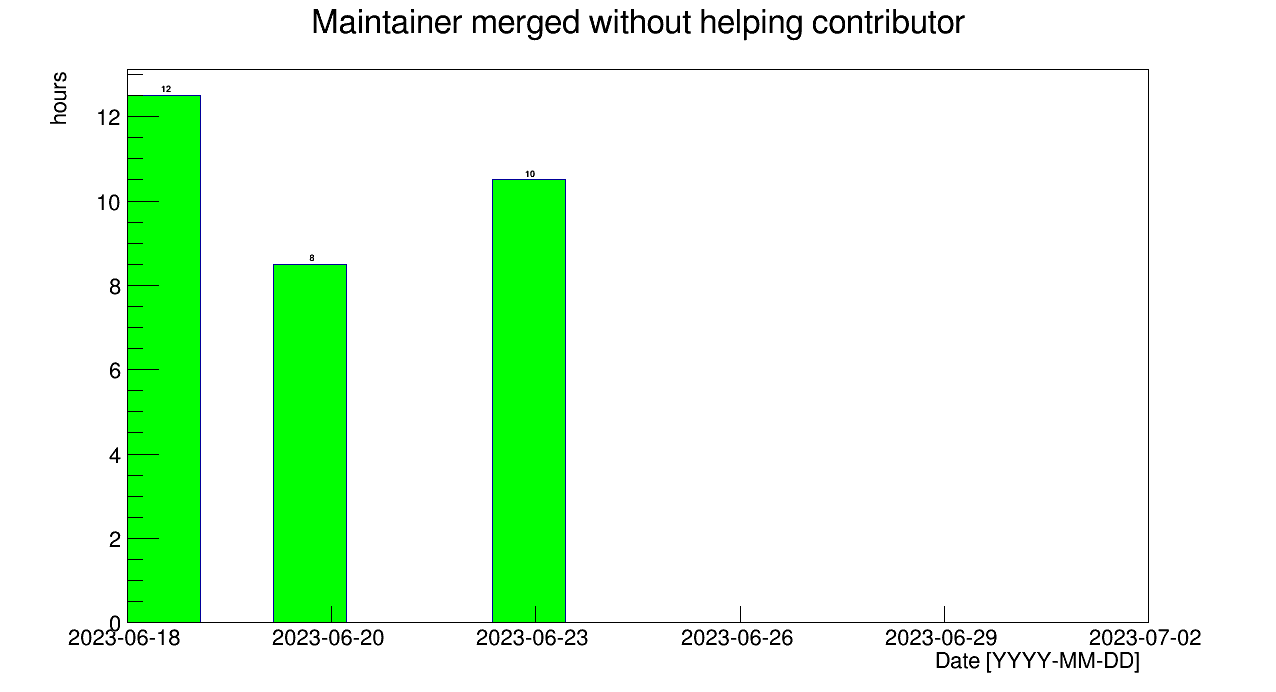 Maintainer merged without helping contributor
hours
12
8
10
12
10
8
6
4
2
0
2023-06-18 2023-06-20 2023-06-23 2023-06-26 2023-06-29 2023-07-02
Date [YYYY-MM-DD]